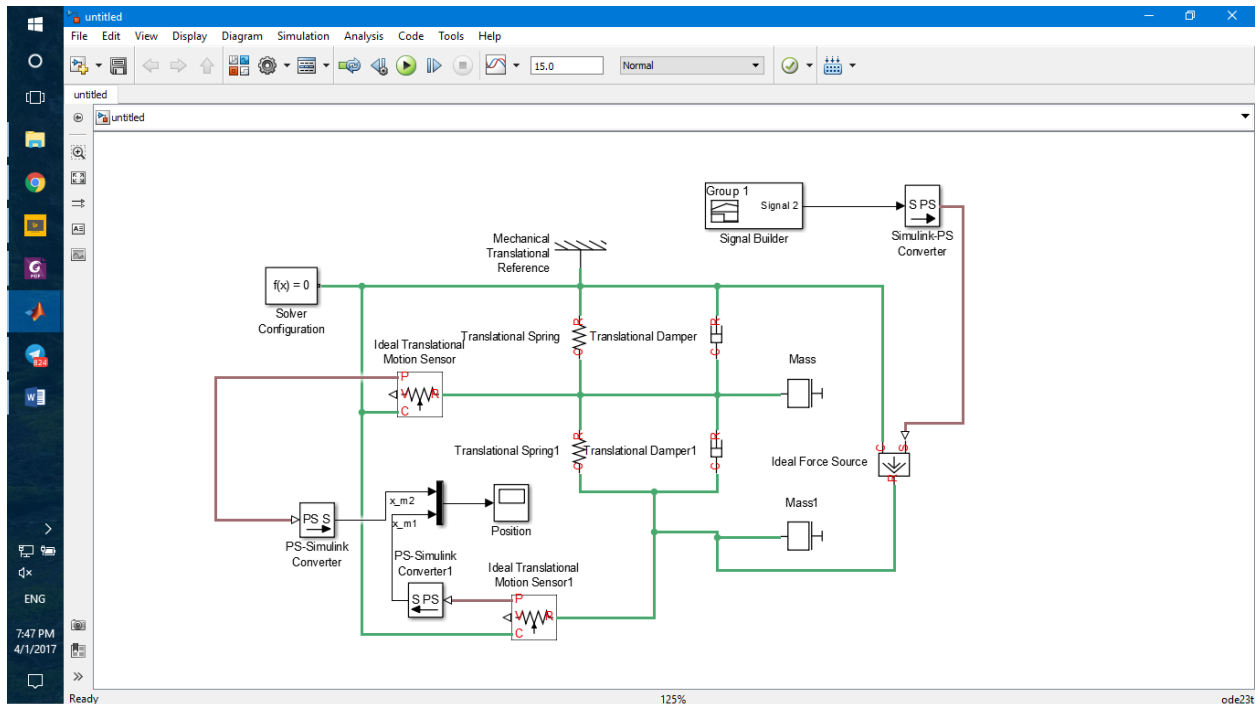 untitled
File Edit View Display Diagram Simulation Analysis Code Tools Help
15.0
Normal
untitled
untitled
Group 1
Signal 2
Signal Builder
S PS
Simulink-PS
Converter
Mechanical
Translational
Reference
f(x) = 0
Solver
Configuration
R
R
Translational Spring
Translational Damper
C
C
Ideal Translational
Motion Sensor
P
V
R
C
Mass
R
R
Translational Spring1
Translational Damper1
C
C
Ideal Force Source
C
S
R
x_m2
x_m1
Position
Mass1
PS S
PS-Simulink
Converter
PS-Simulink
Converter1
S PS
Ideal Translational
Motion Sensor1
P
V
R
C
824
ENG
7:47 PM
4/1/2017
Ready
125%
ode23t